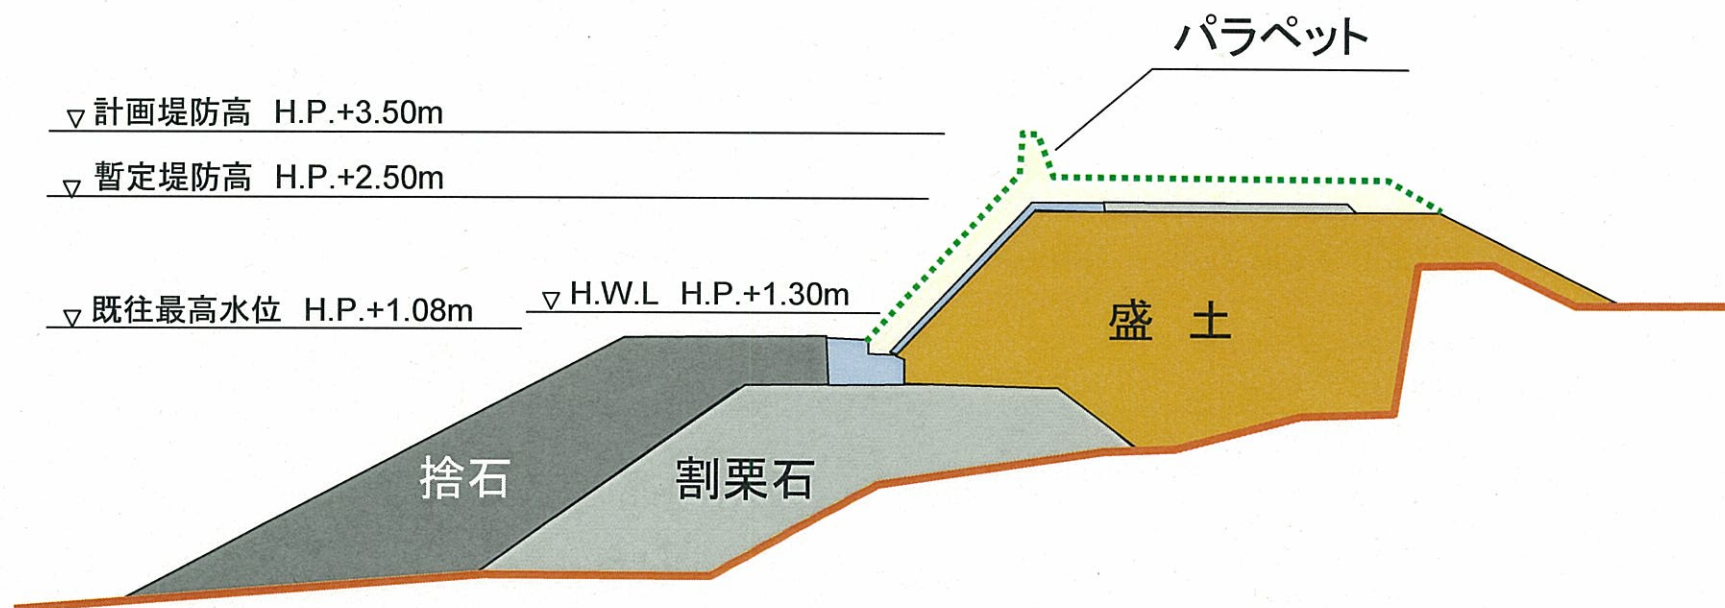 パラペット
▽ 計画堤防高 H.P.+3.50m
▽ 暫定堤防高 H.P.+2.50m
▽ 既往最高水位 H.P.+1.08m
▽ H.W.L H.P.+1.30m
盛 土
捨石
割栗石